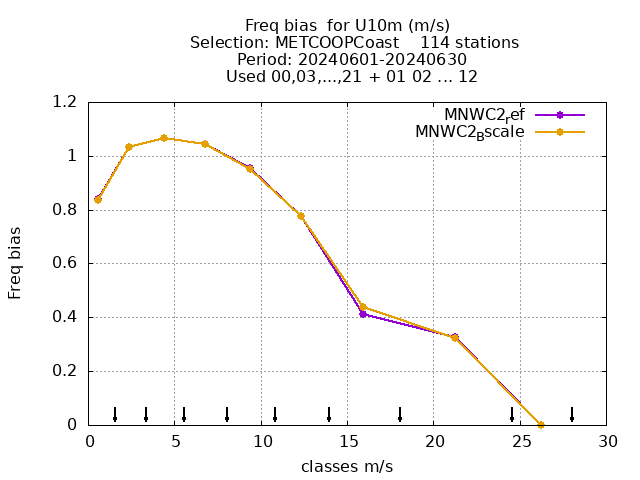 Freq bias  for U10m (m/s)
Selection: METCOOPCoast    114 stations
Period: 20240601-20240630
Used 00,03,...,21 + 01 02 ... 12
MNWC2ref
MNWC2Bscale
1.2
1
0.8
0.6
0.4
0.2
0
Freq bias
0 5 10 15 20 25 30
classes m/s